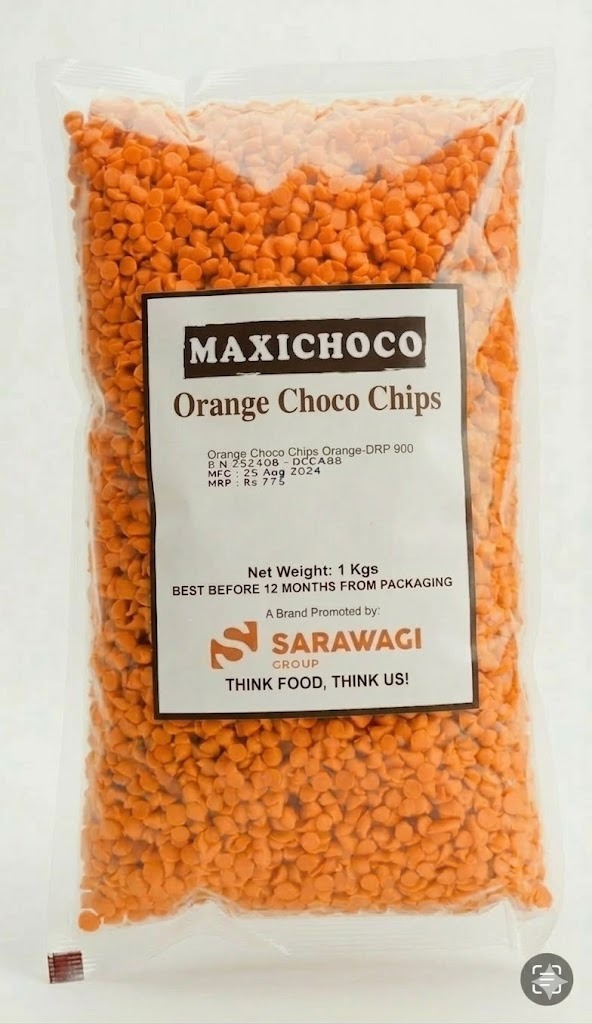 MAXICHOCO
Orange Choco Chips
Orange Choco Chips Orange-DRP 900
B N 252408 - DCCA88
MFC : 25 Aag 2024
MRP : Rs 775
Net Weight: 1 Kgs
BEST BEFORE 12 MONTHS FROM PACKAGING
A Brand Promoted by:
SARAWAGI
GROUP
THINK FOOD, THINK US!